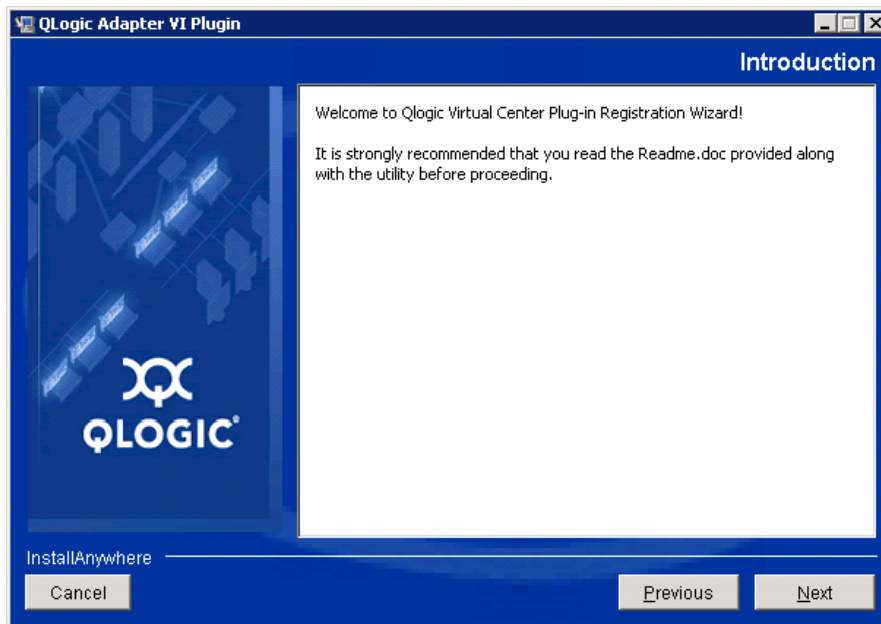 QLogic Adapter VI Plugin
Introduction
Welcome to Qlogic Virtual Center Plug-in Registration Wizard!
It is strongly recommended that you read the Readme.doc provided along
with the utility before proceeding.
QLOGIC®
InstallAnywhere
Cancel
Previous
Next